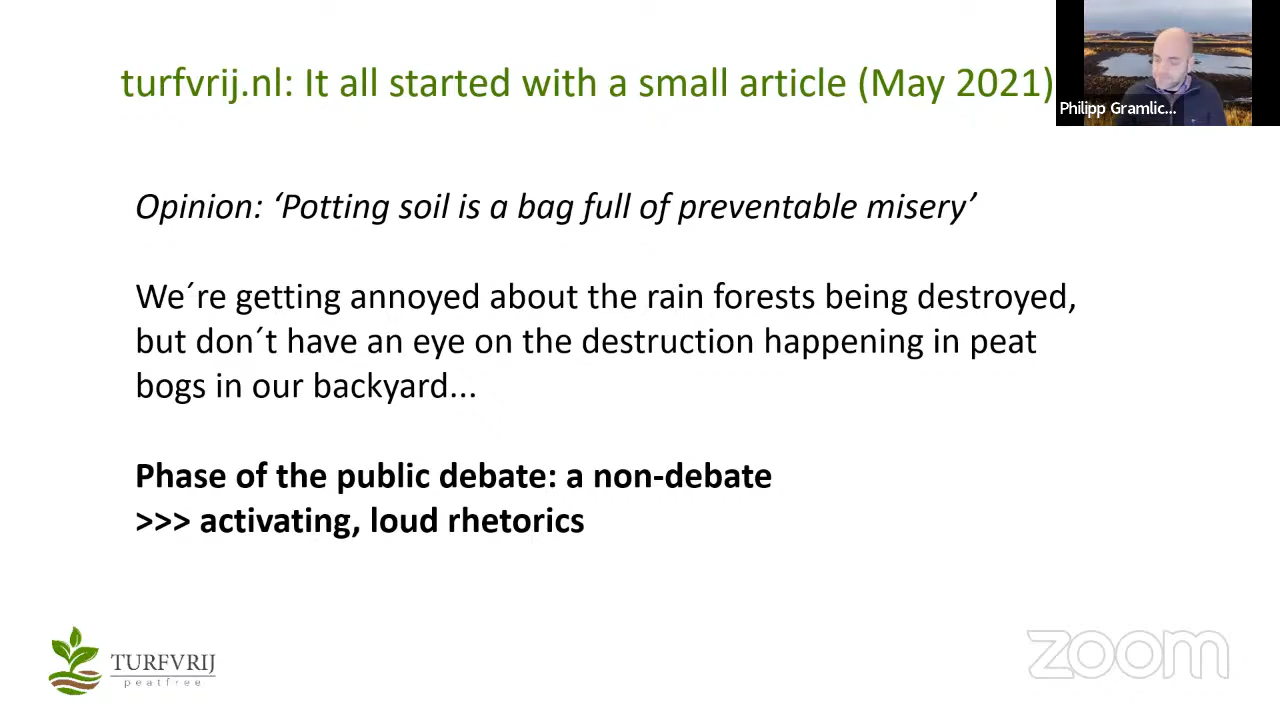 turfvrij.nl: It all started with a small article (May 2021)
Philipp Gramlic...
Opinion: ‘Potting soil is a bag full of preventable misery’
We´re getting annoyed about the rain forests being destroyed,
but don´t have an eye on the destruction happening in peat
bogs in our backyard...
Phase of the public debate: a non-debate
>>> activating, loud rhetorics
TURFVRIJ
peatfree
zoom